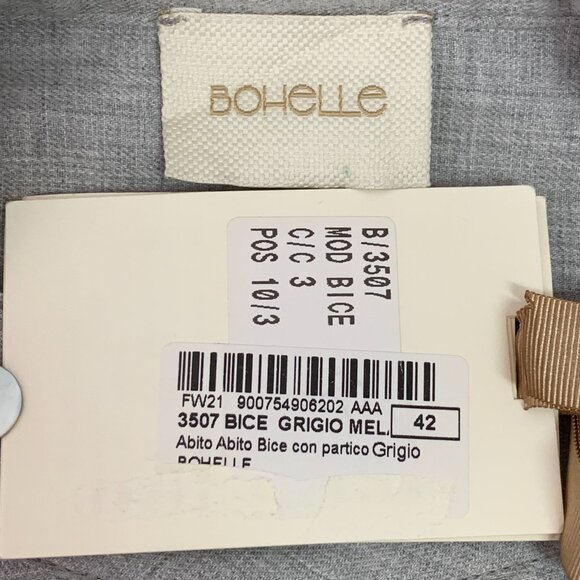 BOHELLE
B/3507
MOD BICE
C/C 3
POS 10/3
FW21 900754906202 AAA
3507 BICE GRIGIO MEL. 42
Abito Abito Bice con partico Grigio
BOHELLE